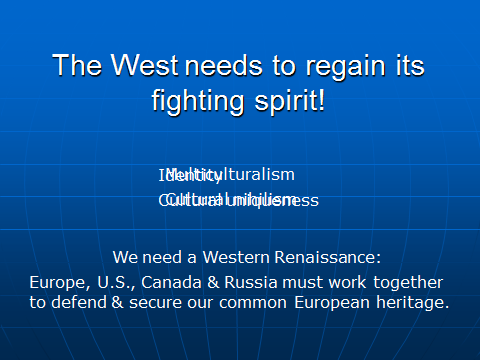 The West needs to regain its
fighting spirit!
Identity
Multiculturalism
Cultural uniqueness
Cultural nihilism
We need a Western Renaissance:
Europe, U.S., Canada & Russia must work together
to defend & secure our common European heritage.